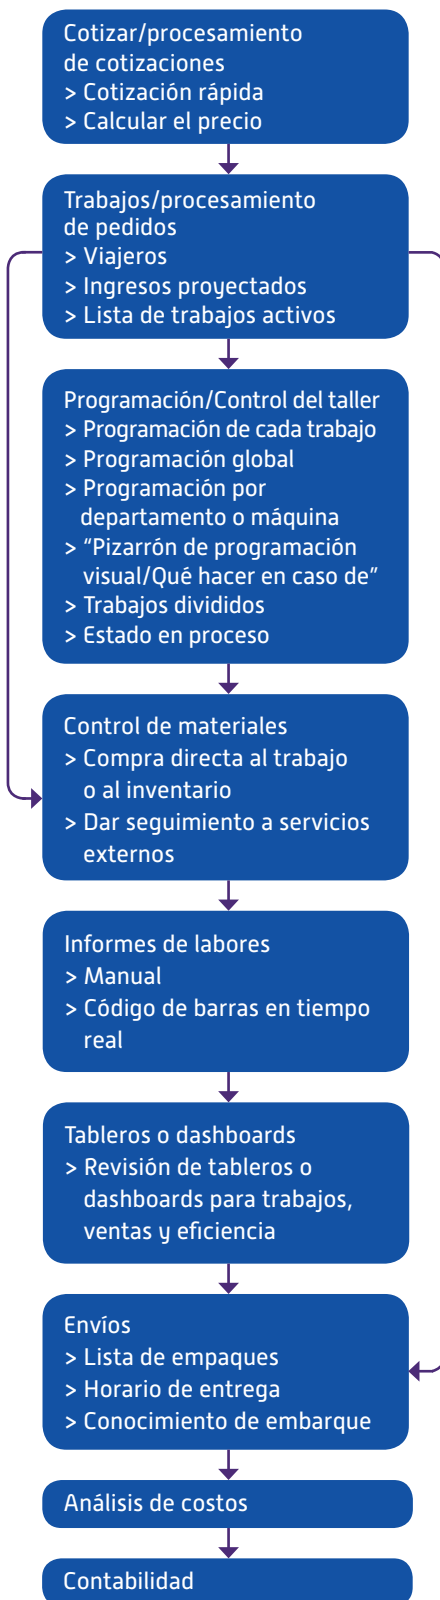 Cotizar/procesamiento
de cotizaciones
> Cotización rápida
> Calcular el precio
Trabajos/procesamiento
de pedidos
> Viajeros
> Ingresos proyectados
> Lista de trabajos activos
Programación/Control del taller
> Programación de cada trabajo
> Programación global
> Programación por
departamento o máquina
> “Pizarrón de programación
visual/Qué hacer en caso de”
> Trabajos divididos
> Estado en proceso
Control de materiales
> Compra directa al trabajo
o al inventario
> Dar seguimiento a servicios
externos
Informes de labores
> Manual
> Código de barras en tiempo
real
Tableros o dashboards
> Revisión de tableros o
dashboards para trabajos,
ventas y eficiencia
Envíos
> Lista de empaques
> Horario de entrega
> Conocimiento de embarque
Análisis de costos
Contabilidad